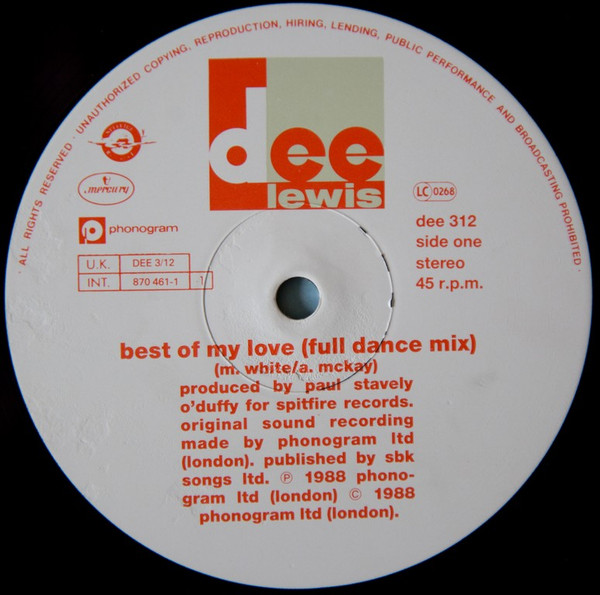 · ALL RIGHTS RESERVED · UNAUTHORIZED COPYING, REPRODUCTION, HIRING, LENDING, PUBLIC PERFORMANCE AND BROADCASTING PROHIBITED ·
dee
lewis
mercury
LC 0268
phonogram
U.K. DEE 3/12
INT. 870 461-1 1
dee 312
side one
stereo
45 r.p.m.
best of my love (full dance mix)
(m. white/a. mckay)
produced by paul stavely
o'duffy for spitfire records.
original sound recording
made by phonogram ltd
(london). published by sbk
songs ltd. Ⓟ 1988 phono-
gram ltd (london) © 1988
phonogram ltd (london).